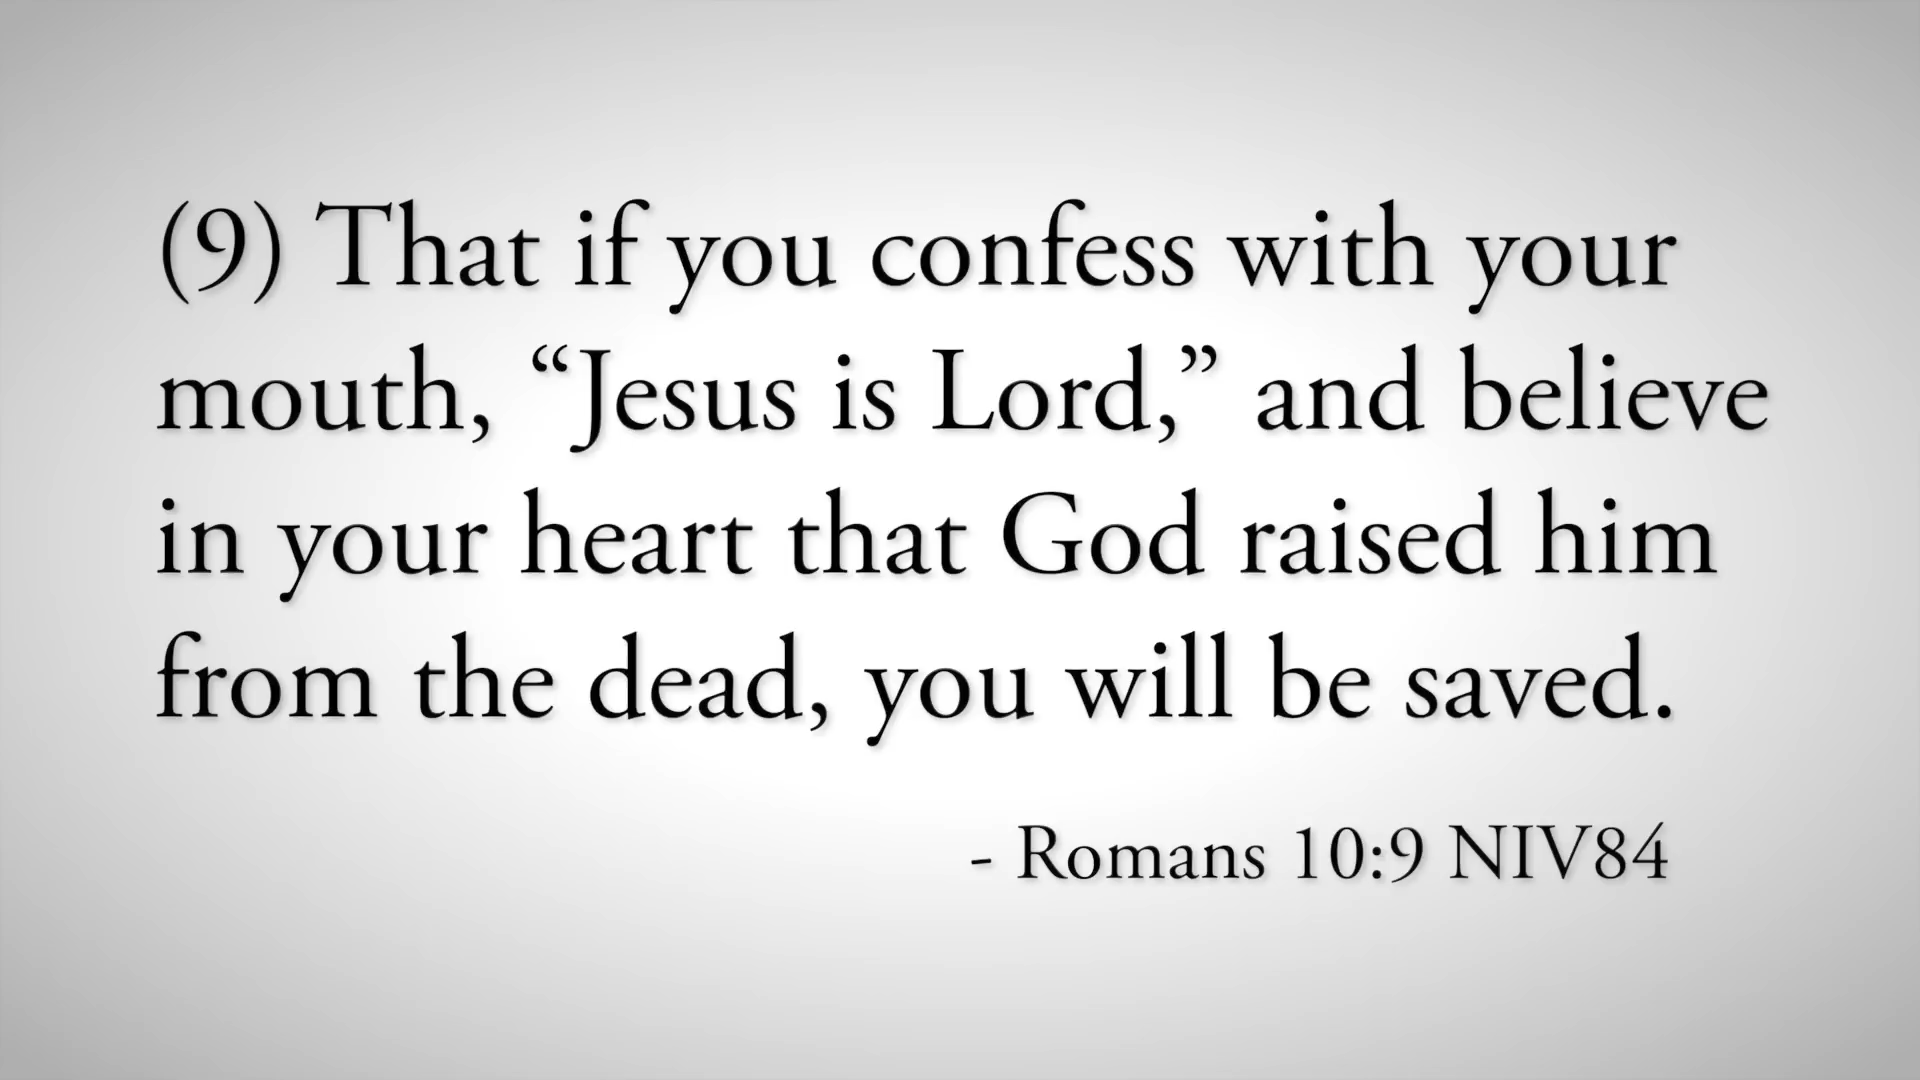 (9) That if you confess with your
mouth, “Jesus is Lord,” and believe
in your heart that God raised him
from the dead, you will be saved.
- Romans 10:9 NIV84